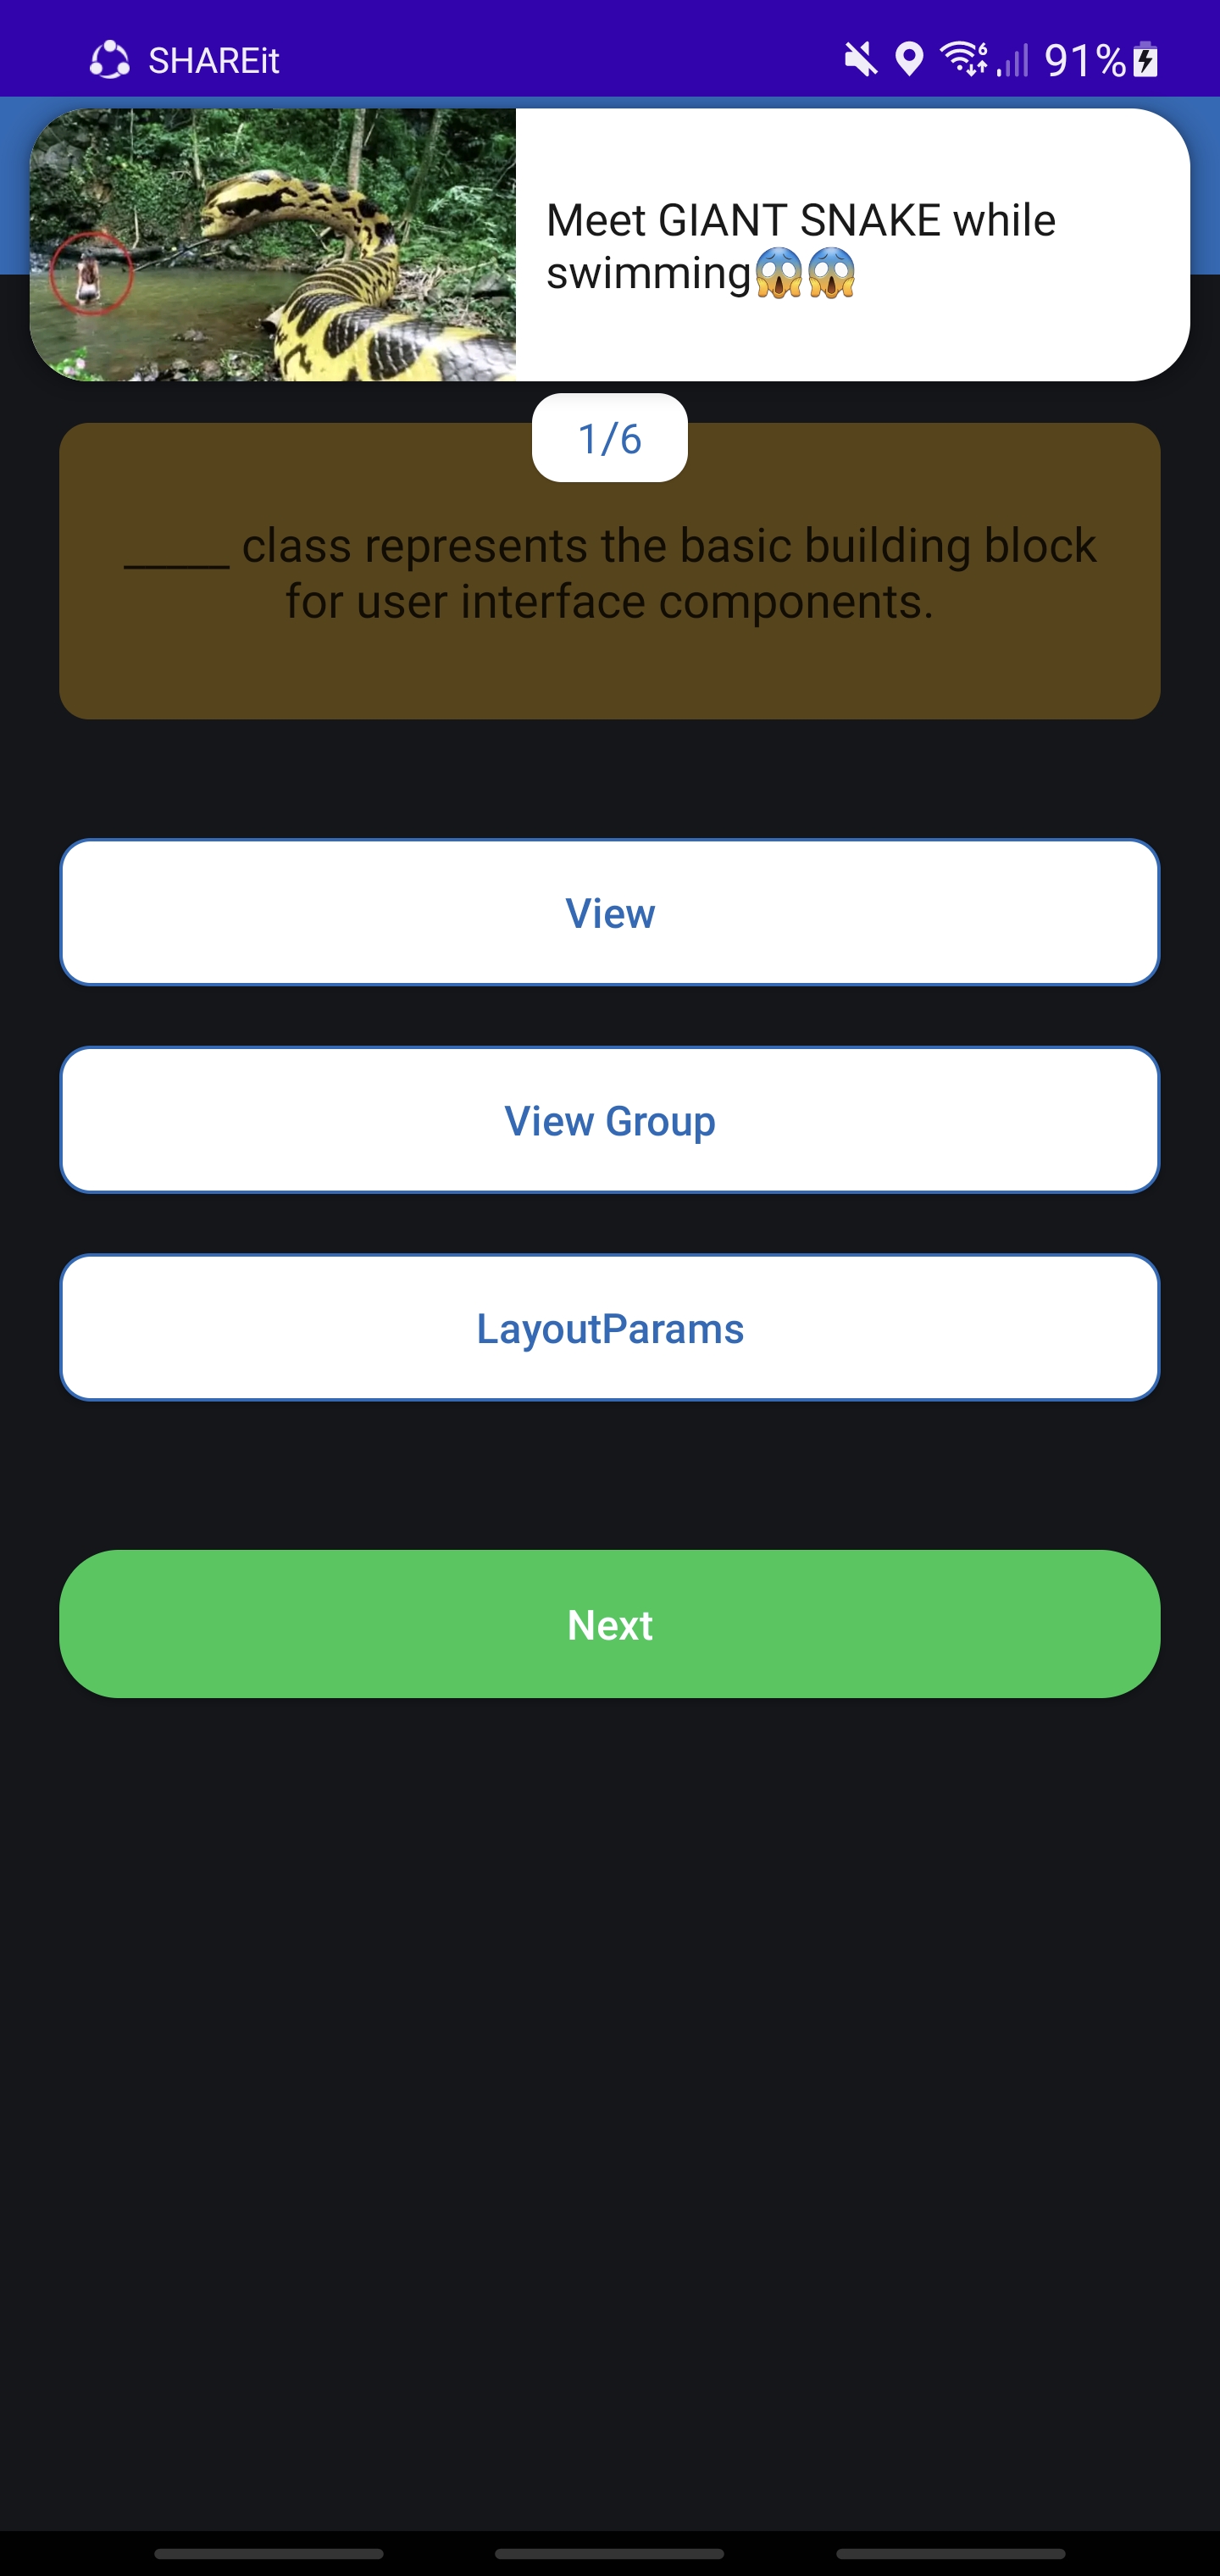 SHAREit
6
91%
Meet GIANT SNAKE while
swimming😱😱
1/6
_____ class represents the basic building block
for user interface components.
View
View Group
LayoutParams
Next